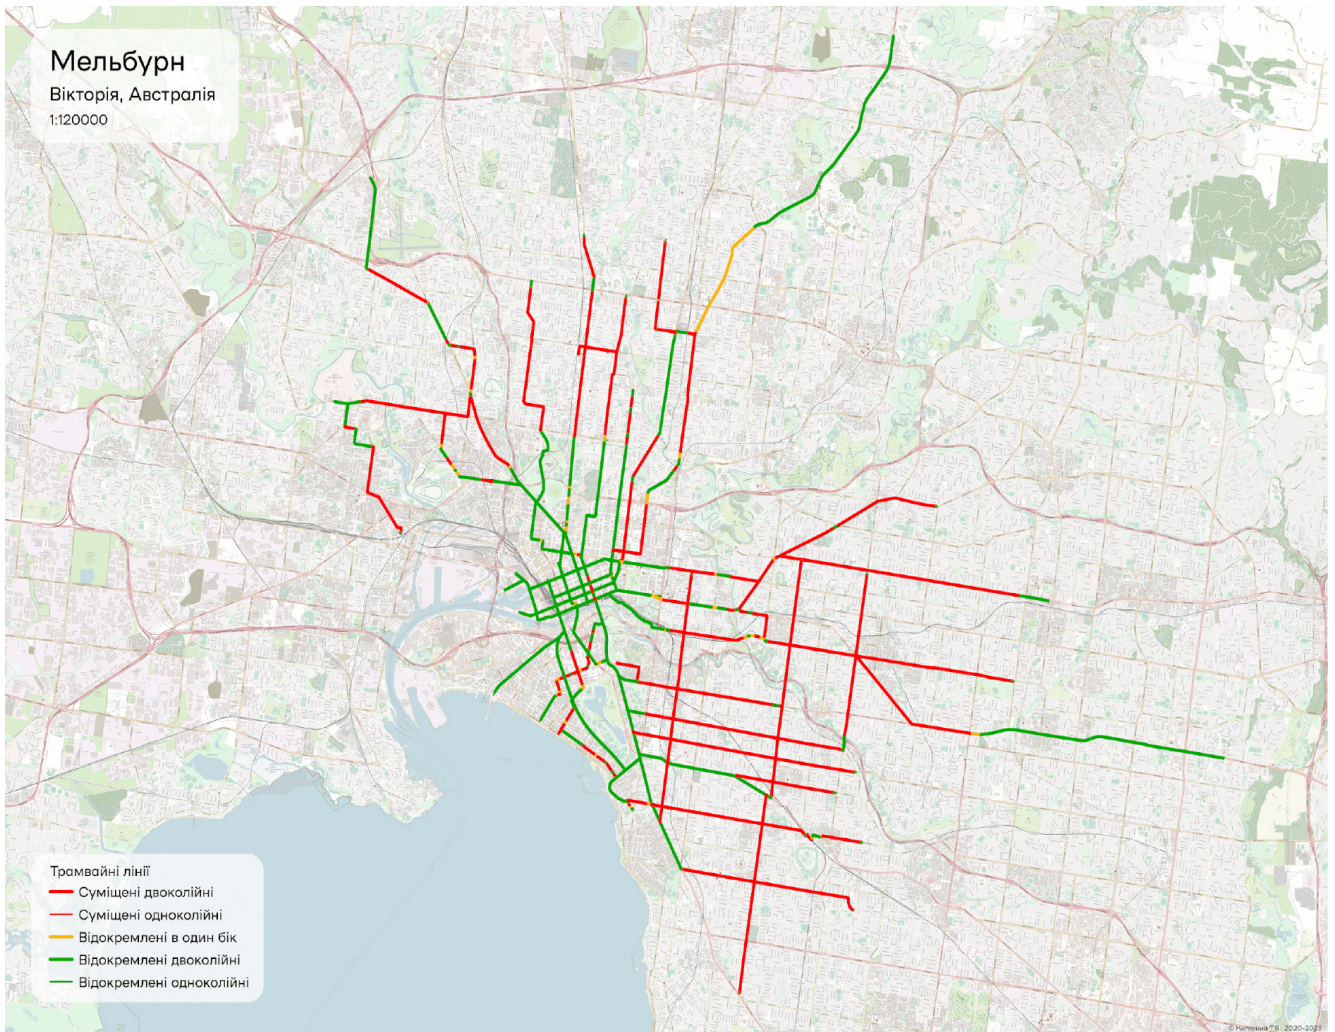 Мельбурн
Вікторія, Австралія
1:120000
Трамвайні лінії
Суміщені двоколійні
Суміщені одноколійні
Відокремлені в один бік
Відокремлені двоколійні
Відокремлені одноколійні